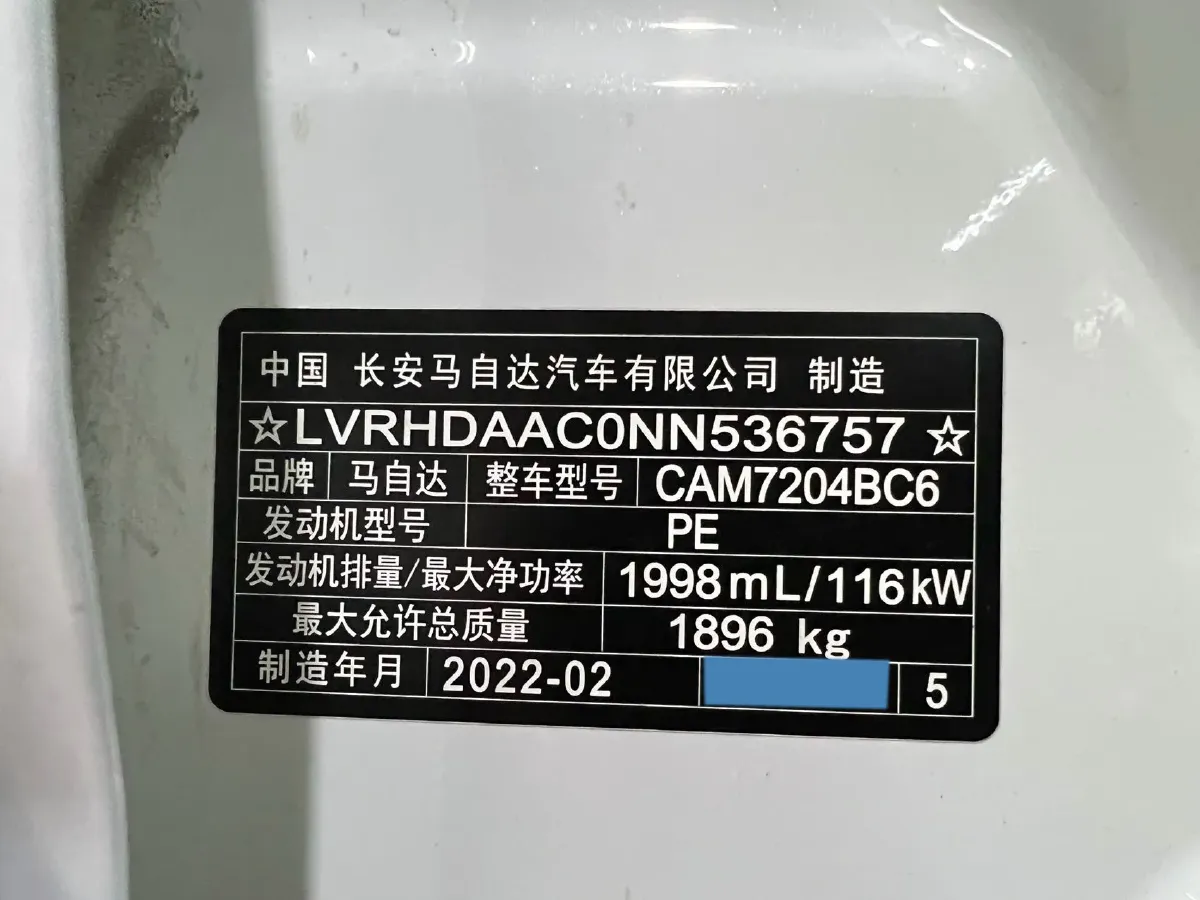 中国 长安马自达汽车有限公司 制造
☆LVRHDAAC0NN536757☆
品牌 马自达 整车型号 CAM7204BC6
发动机型号 PE
发动机排量/最大净功率 1998mL/116kW
最大允许总质量 1896 kg
制造年月 2022-02 5